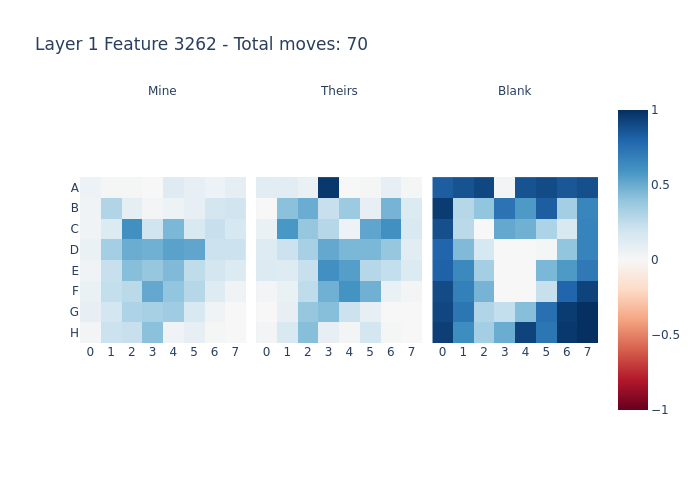 Layer 1 Feature 3262 - Total moves: 70
Mine Theirs Blank
A
B
C
D
E
F
G
H
0 1 2 3 4 5 6 7 0 1 2 3 4 5 6 7 0 1 2 3 4 5 6 7
1
0.5
0
−0.5
−1